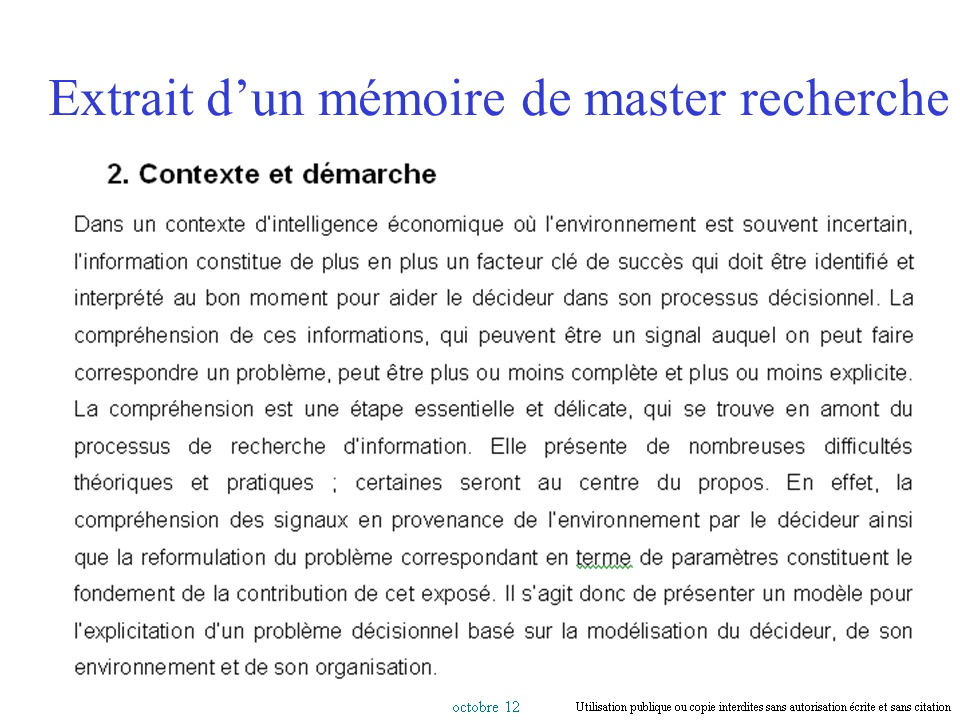 Extrait d’un mémoire de master recherche
2. Contexte et démarche
Dans un contexte d’intelligence économique où l’environnement est souvent incertain,
l’information constitue de plus en plus un facteur clé de succès qui doit être identifié et
interprété au bon moment pour aider le décideur dans son processus décisionnel. La
compréhension de ces informations, qui peuvent être un signal auquel on peut faire
correspondre un problème, peut être plus ou moins complète et plus ou moins explicite.
La compréhension est une étape essentielle et délicate, qui se trouve en amont du
processus de recherche d’information. Elle présente de nombreuses difficultés
théoriques et pratiques ; certaines seront au centre du propos. En effet, la
compréhension des signaux en provenance de l’environnement par le décideur ainsi
que la reformulation du problème correspondant en terme de paramètres constituent le
fondement de la contribution de cet exposé. Il s’agit donc de présenter un modèle pour
l’explicitation d’un problème décisionnel basé sur la modélisation du décideur, de son
environnement et de son organisation.
octobre 12
Utilisation publique ou copie interdites sans autorisation écrite et sans citation